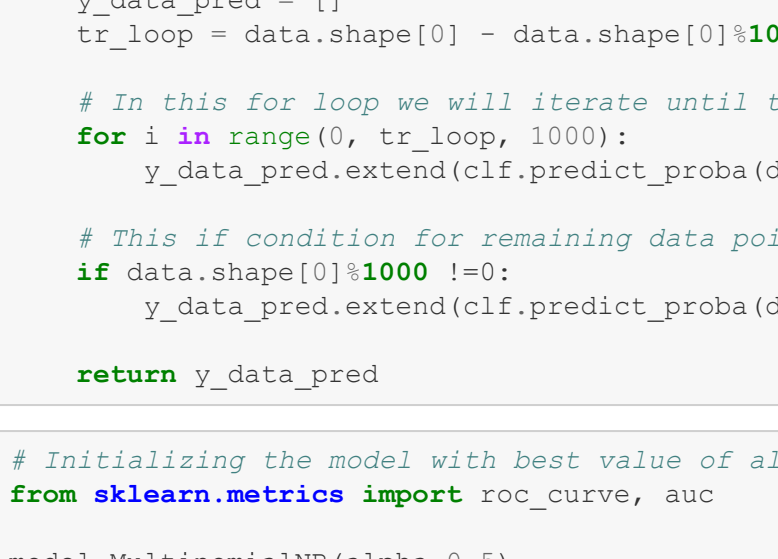 y_data_pred = []
tr_loop = data.shape[0] - data.shape[0]%10
# In this for loop we will iterate until t
for i in range(0, tr_loop, 1000):
y_data_pred.extend(clf.predict_proba(d
# This if condition for remaining data poi
if data.shape[0]%1000 !=0:
y_data_pred.extend(clf.predict_proba(d
return y_data_pred
# Initializing the model with best value of al
from sklearn.metrics import roc_curve, auc